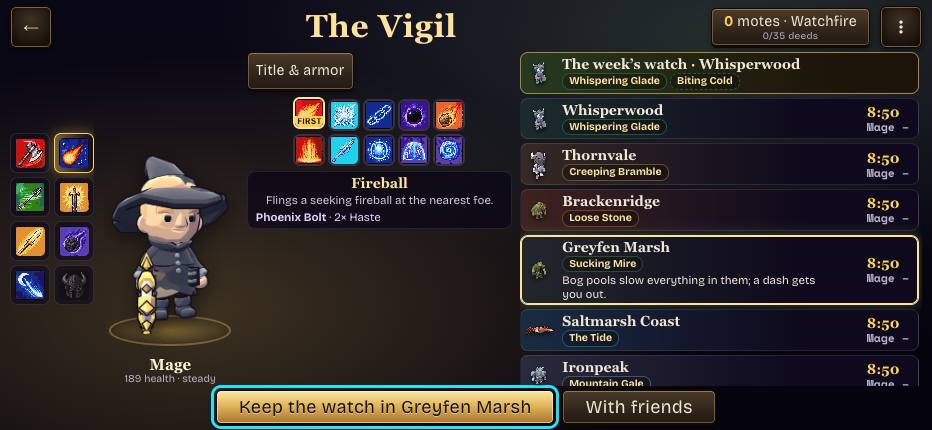 ←
The Vigil
0 motes · Watchfire
0/35 deeds
Title & armor
FIRST
Fireball
Flings a seeking fireball at the nearest foe.
Phoenix Bolt · 2× Haste
Mage
189 health · steady
The week's watch · Whisperwood
Whispering Glade Biting Cold
Whisperwood
Whispering Glade
8:50
Mage –
Thornvale
Creeping Bramble
8:50
Mage –
Brackenridge
Loose Stone
8:50
Mage –
Greyfen Marsh
Sucking Mire
Bog pools slow everything in them; a dash gets
you out.
8:50
Mage –
Saltmarsh Coast
The Tide
8:50
Mage –
Ironpeak
Mountain Gale
8:50
Mage –
Keep the watch in Greyfen Marsh
With friends